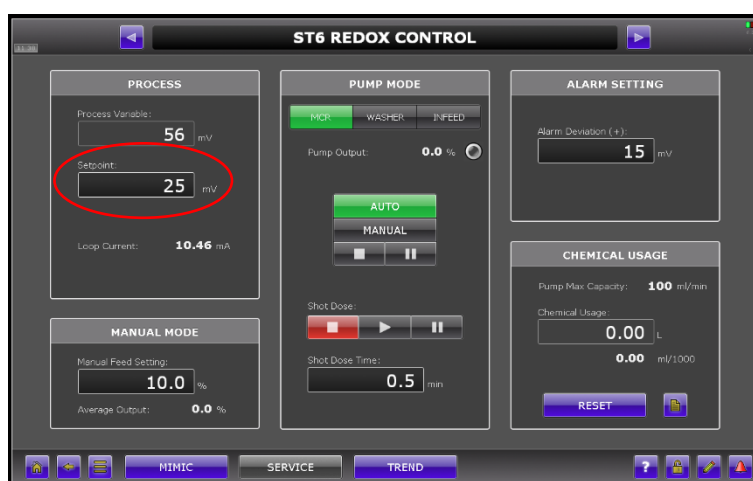 ST6 REDOX CONTROL
PROCESS
Process Variable:
56 mV
Setpoint:
25 mV
Loop Current: 10.46 mA
MANUAL MODE
Manual Feed Setting:
10.0 %
Average Output: 0.0 %
PUMP MODE
MCR WASHER INFEED
Pump Output: 0.0 %
AUTO
MANUAL
Shot Dose:
Shot Dose Time:
0.5 min
ALARM SETTING
Alarm Deviation (+):
15 mV
CHEMICAL USAGE
Pump Max Capacity: 100 ml/min
Chemical Usage:
0.00 L
0.00 ml/1000
RESET
MIMIC SERVICE TREND ?